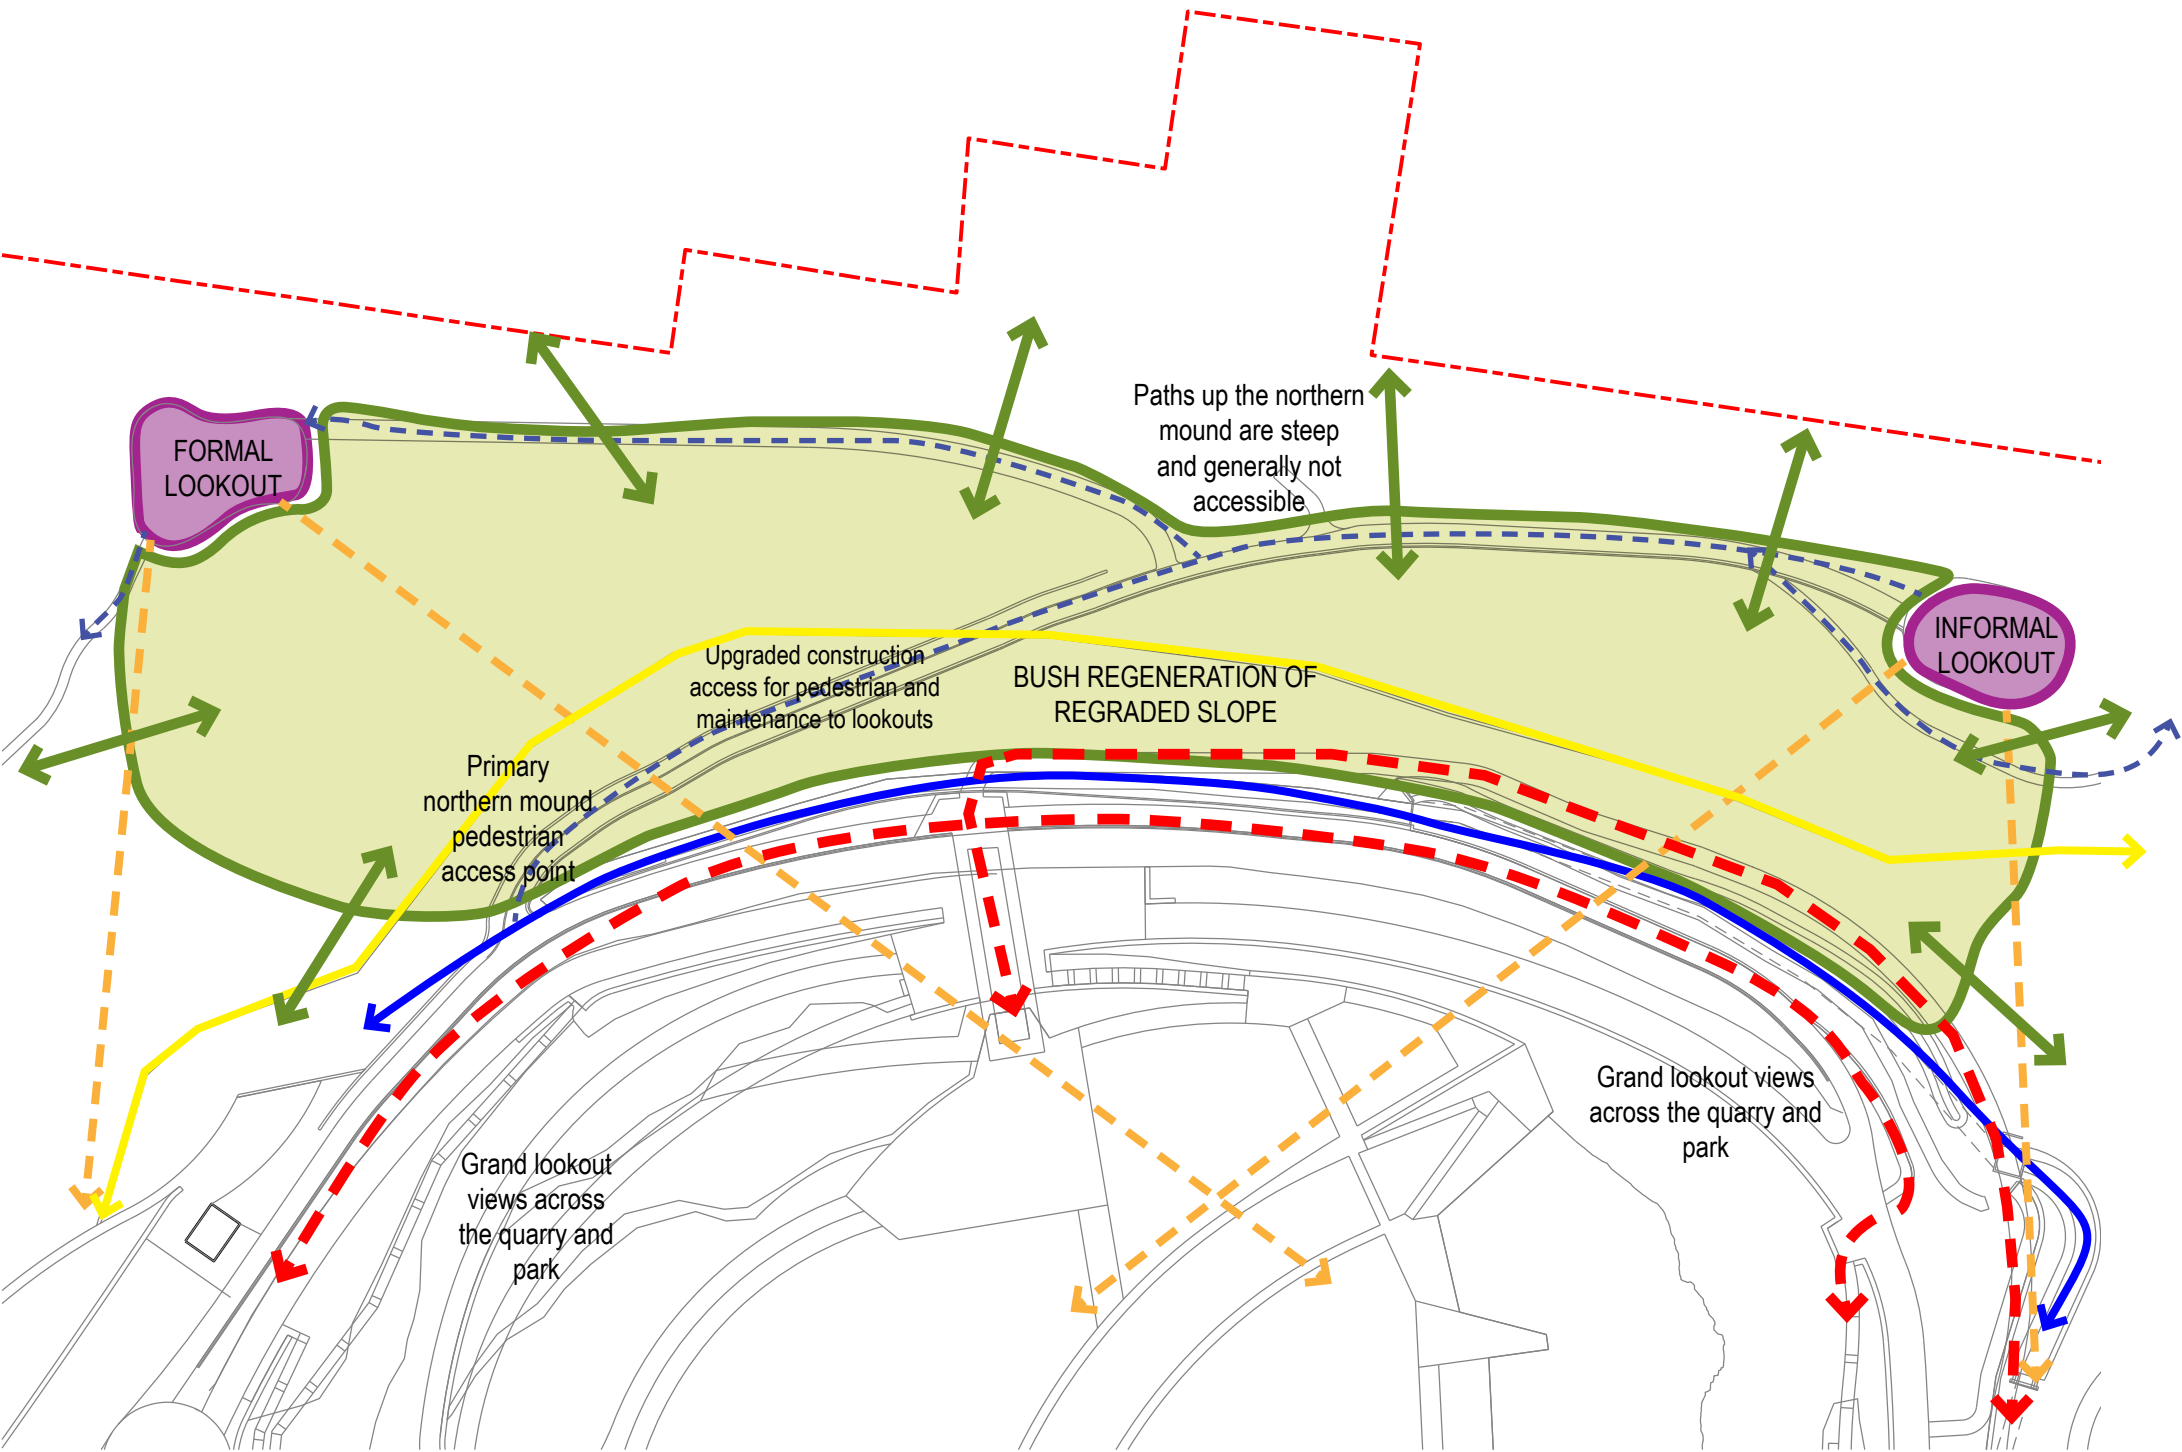 Paths up the northern
mound are steep
and generally not
accessible
FORMAL
LOOKOUT
INFORMAL
LOOKOUT
Upgraded construction
access for pedestrian and
maintenance to lookouts
BUSH REGENERATION OF
REGRADED SLOPE
Primary
northern mound
pedestrian
access point
Grand lookout views
across the quarry and
park
Grand lookout
views across
the quarry and
park